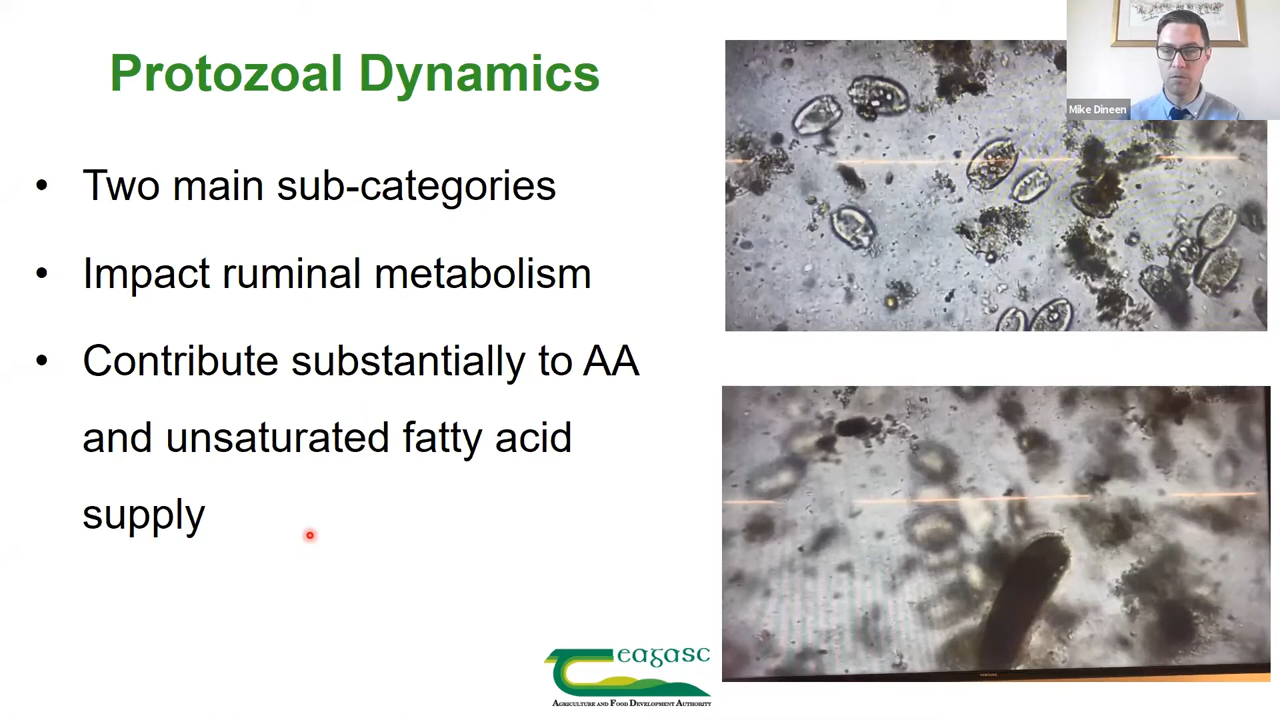 Protozoal Dynamics
Mike Dineen
• Two main sub-categories
• Impact ruminal metabolism
• Contribute substantially to AA
and unsaturated fatty acid
supply
Teagasc
AGRICULTURE AND FOOD DEVELOPMENT AUTHORITY